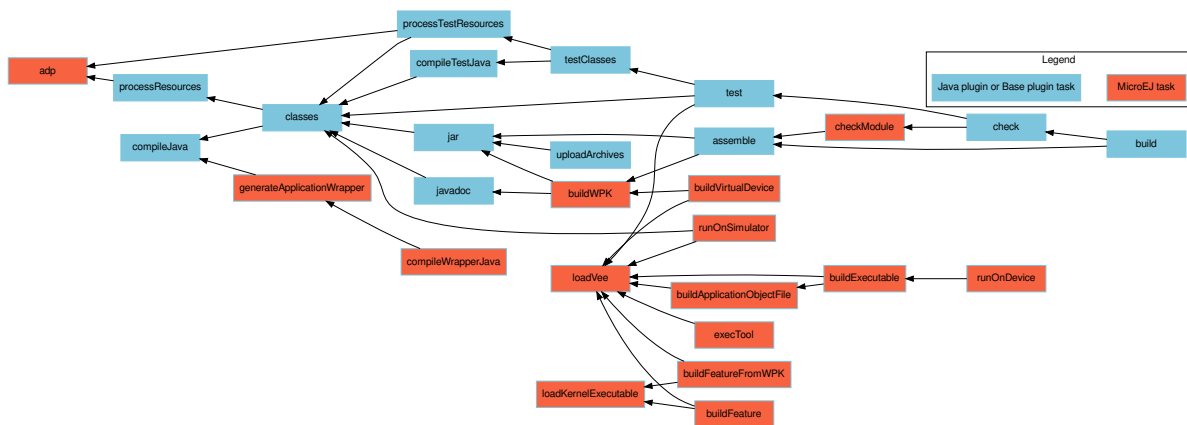 processTestResources
adp
compileTestJava
testClasses
Legend
processResources
Java plugin or Base plugin task
MicroEJ task
test
classes
checkModule
check
jar
assemble
build
compileJava
uploadArchives
generateApplicationWrapper
javadoc
buildWPK
buildVirtualDevice
runOnSimulator
compileWrapperJava
loadVee
buildExecutable
runOnDevice
buildApplicationObjectFile
execTool
buildFeatureFromWPK
loadKernelExecutable
buildFeature